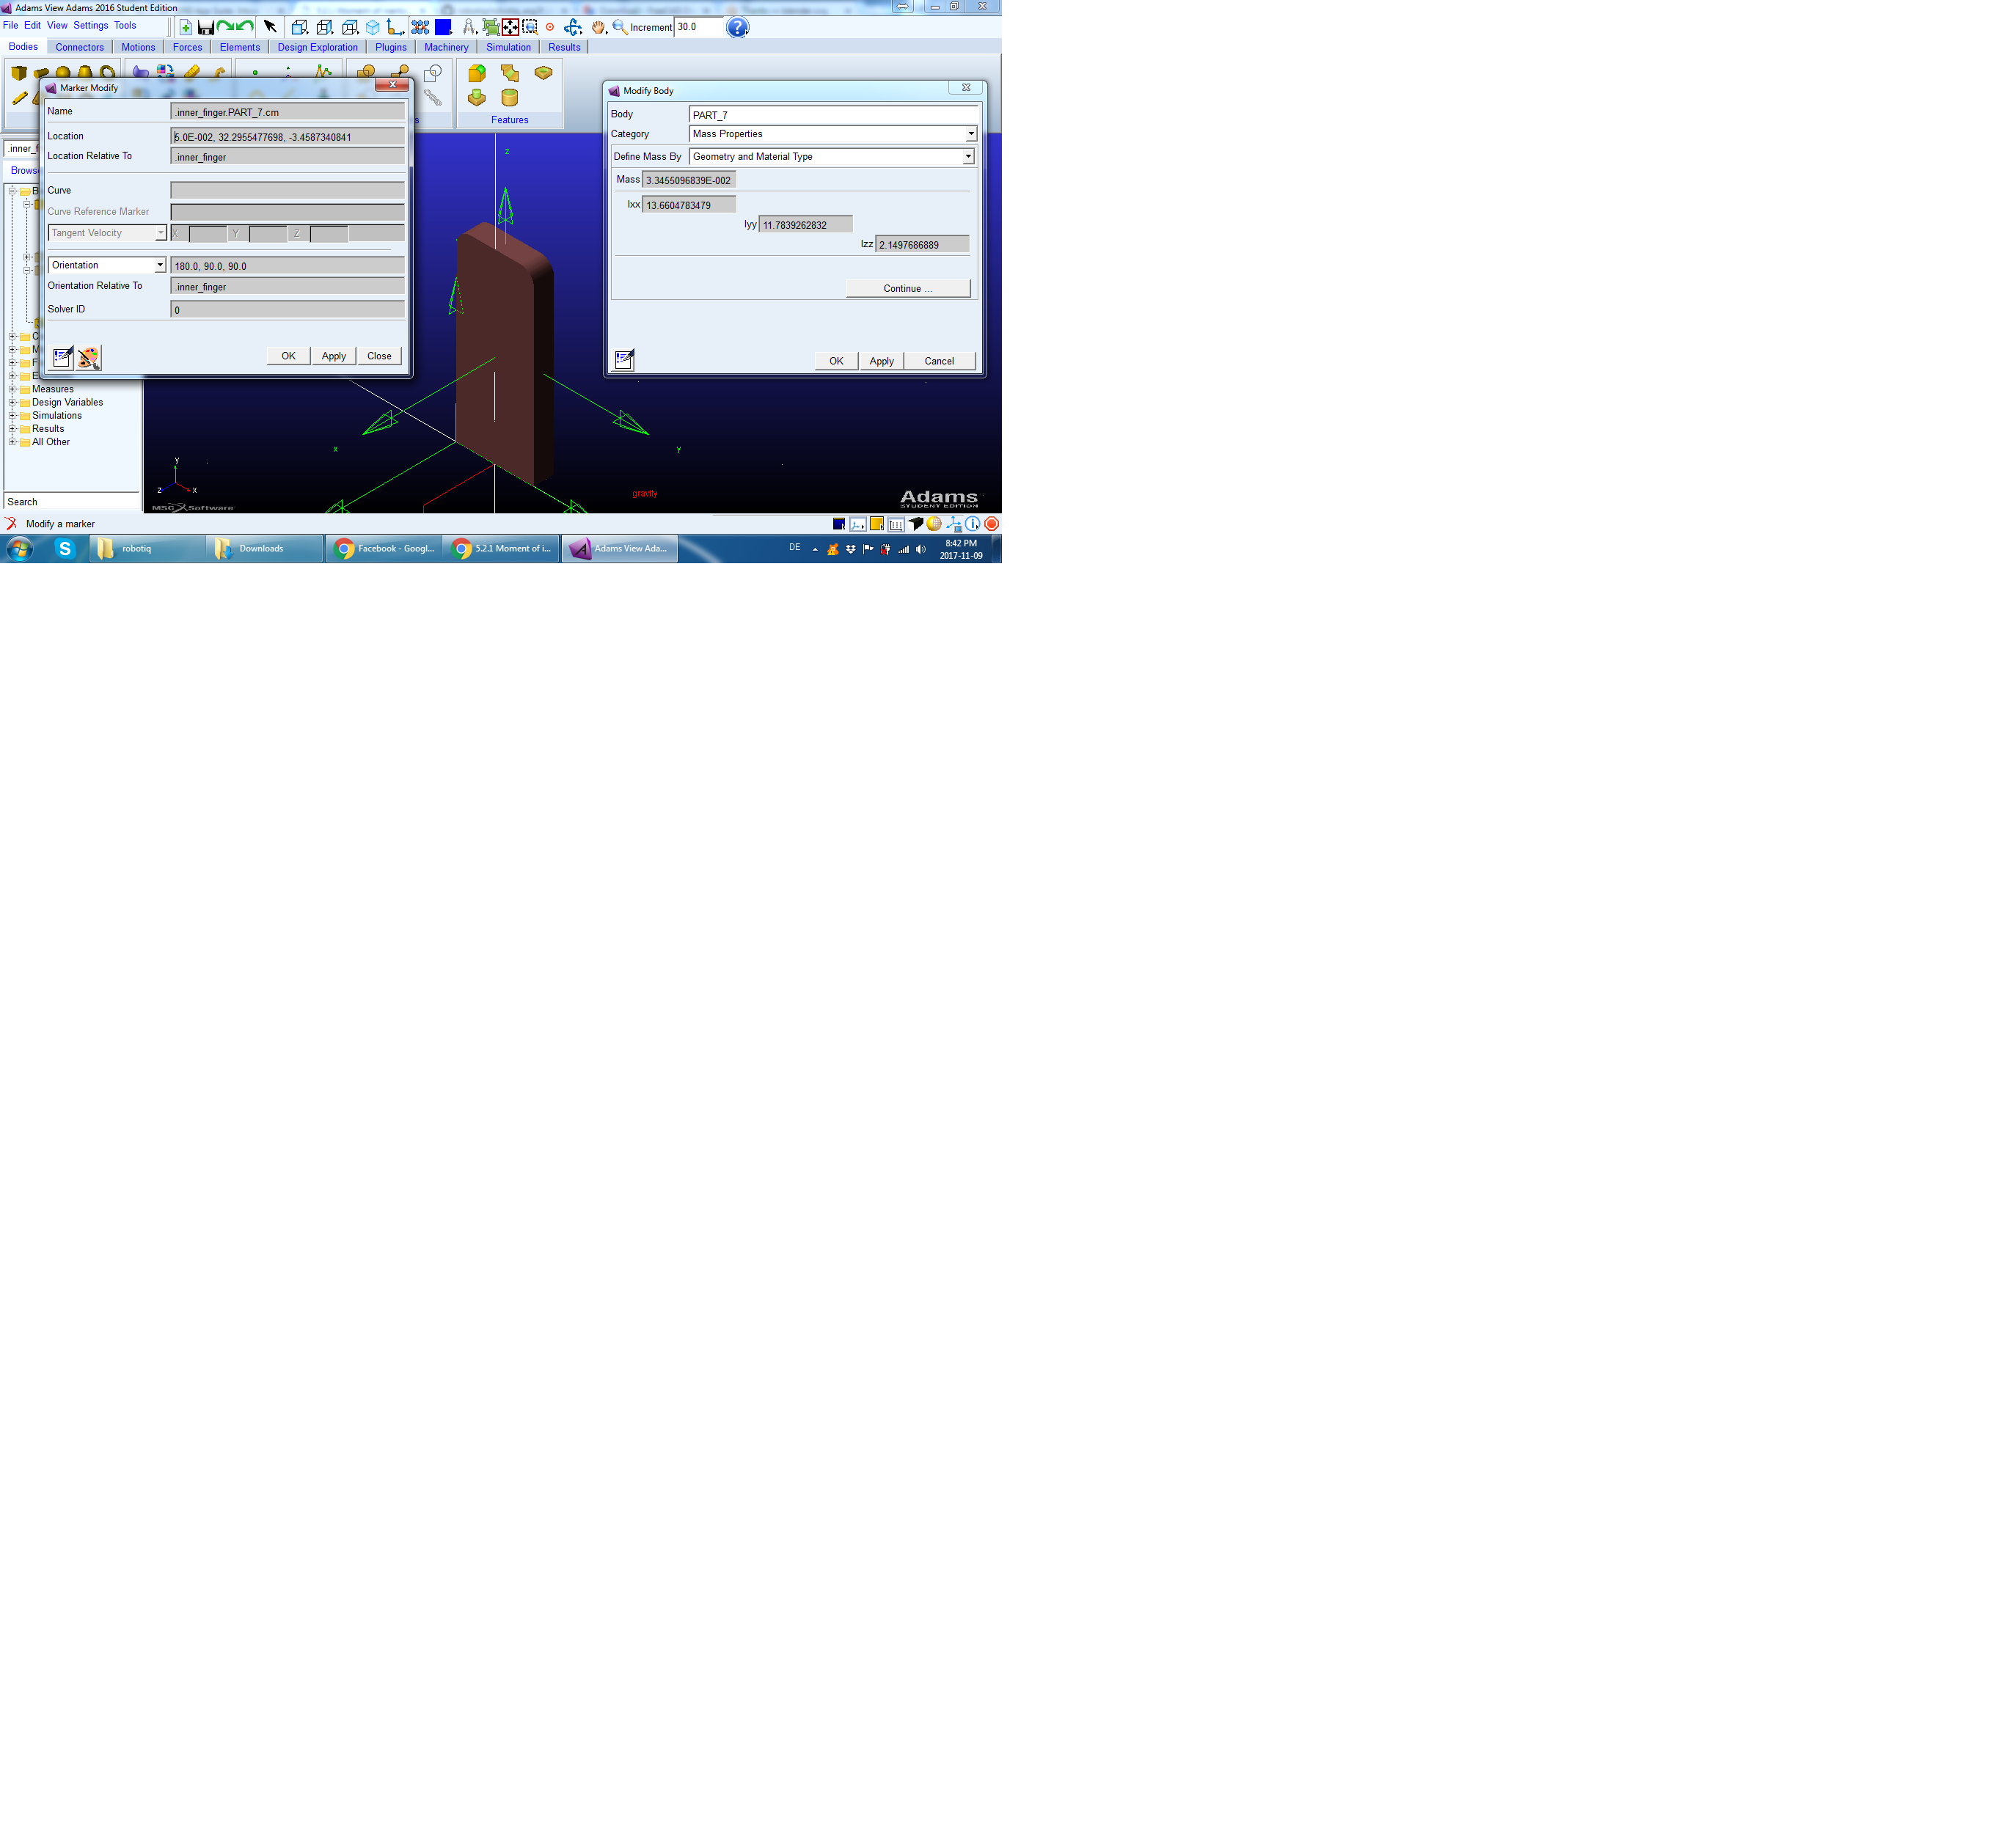 Adams View Adams 2016 Student Edition
File Edit View Settings Tools
Increment 30.0
Bodies Connectors Motions Forces Elements Design Exploration Plugins Machinery Simulation Results
Features
Marker Modify
Name .inner_finger.PART_7.cm
Location 5.0E-002, 32.2955477698, -3.4587340841
Location Relative To .inner_finger
Curve
Curve Reference Marker
Tangent Velocity X Y Z
Orientation 180.0, 90.0, 90.0
Orientation Relative To .inner_finger
Solver ID 0
OK Apply Close
Modify Body
Body PART_7
Category Mass Properties
Define Mass By Geometry and Material Type
Mass 3.3455096839E-002
Ixx 13.6604783479
Iyy 11.7839262832
Izz 2.1497686889
Continue ...
OK Apply Cancel
.inner_f
Browse
Measures
Design Variables
Simulations
Results
All Other
Search
z
x
y
y
z x
gravity
MSC Software
Adams
STUDENT EDITION
Modify a marker
robotiq
Downloads
Facebook - Googl...
5.2.1 Moment of i...
Adams View Ada...
DE
8:42 PM
2017-11-09